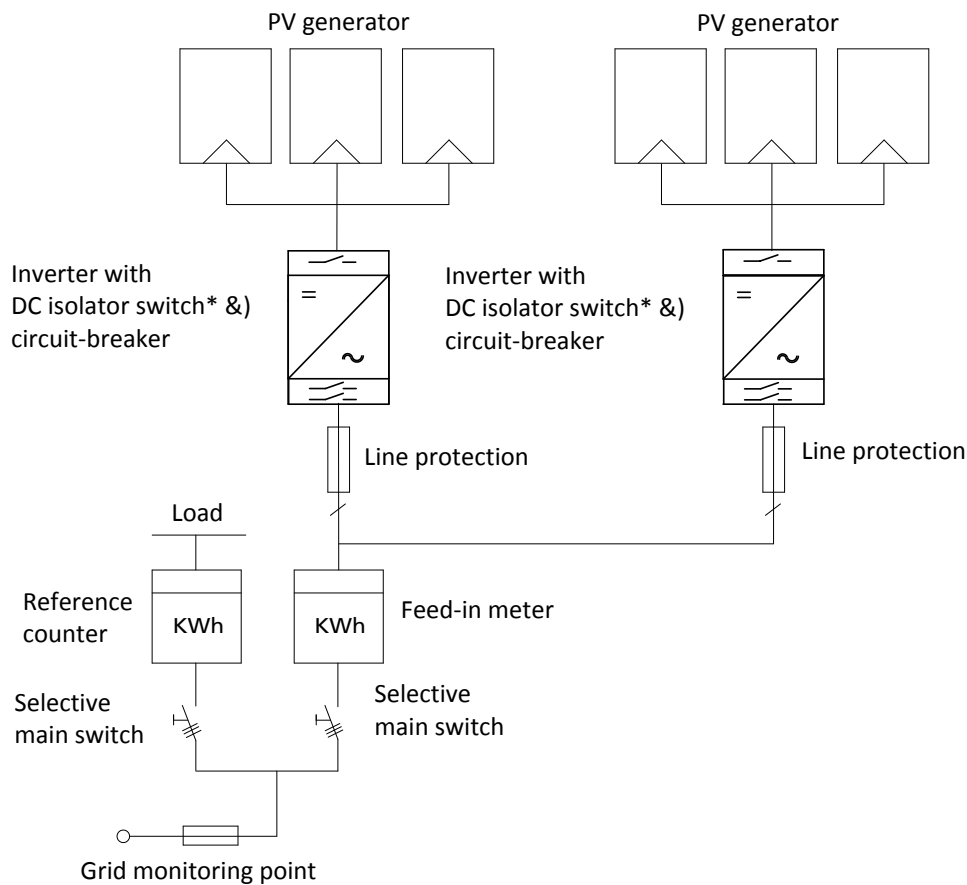 PV generator
PV generator
Inverter with
DC isolator switch* &)
circuit-breaker
Inverter with
DC isolator switch* &)
circuit-breaker
Line protection
Line protection
Load
Reference
counter
KWh
KWh
Feed-in meter
Selective
main switch
Selective
main switch
Grid monitoring point